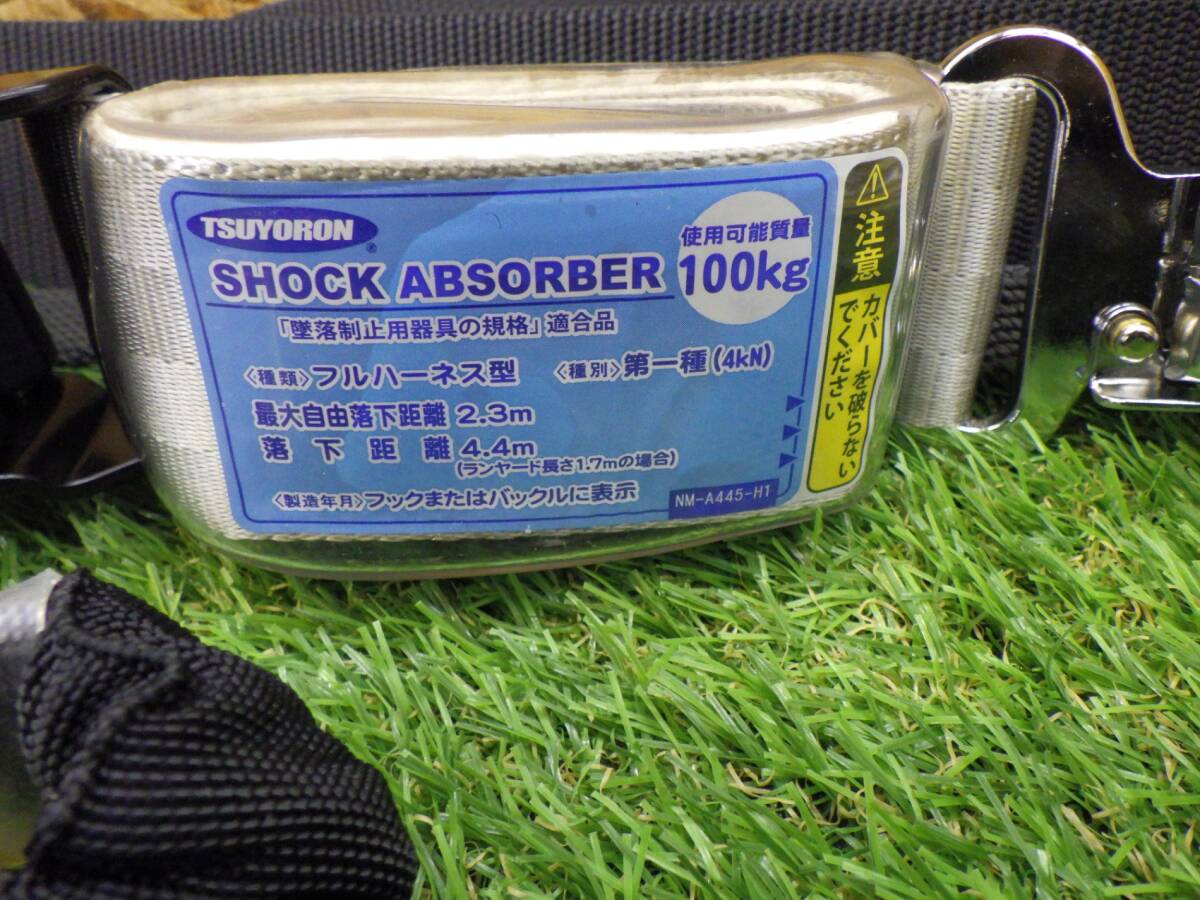 TSUYORON®
SHOCK ABSORBER
使用可能質量
100kg
「墜落制止用器具の規格」適合品
〈種類〉フルハーネス型 〈種別〉第一種(4kN)
最大自由落下距離 2.3m
落下距離 4.4m
(ランヤード長さ1.7mの場合)
〈製造年月〉フックまたはバックルに表示
NM-A445-H1
注意
カバーを破らない
でください